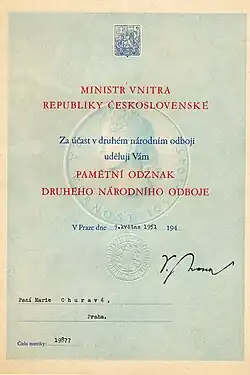 MINISTR VNITRA
REPUBLIKY ČESKOSLOVENSKÉ
Za účast v druhém národním odboji
uděluji Vám
PAMĚTNÍ ODZNAK
DRUHÉHO NÁRODNÍHO ODBOJE
V Praze dne 9.května 1951 194
Paní Marie Churavá,
Praha.
Číslo matriky: 19877